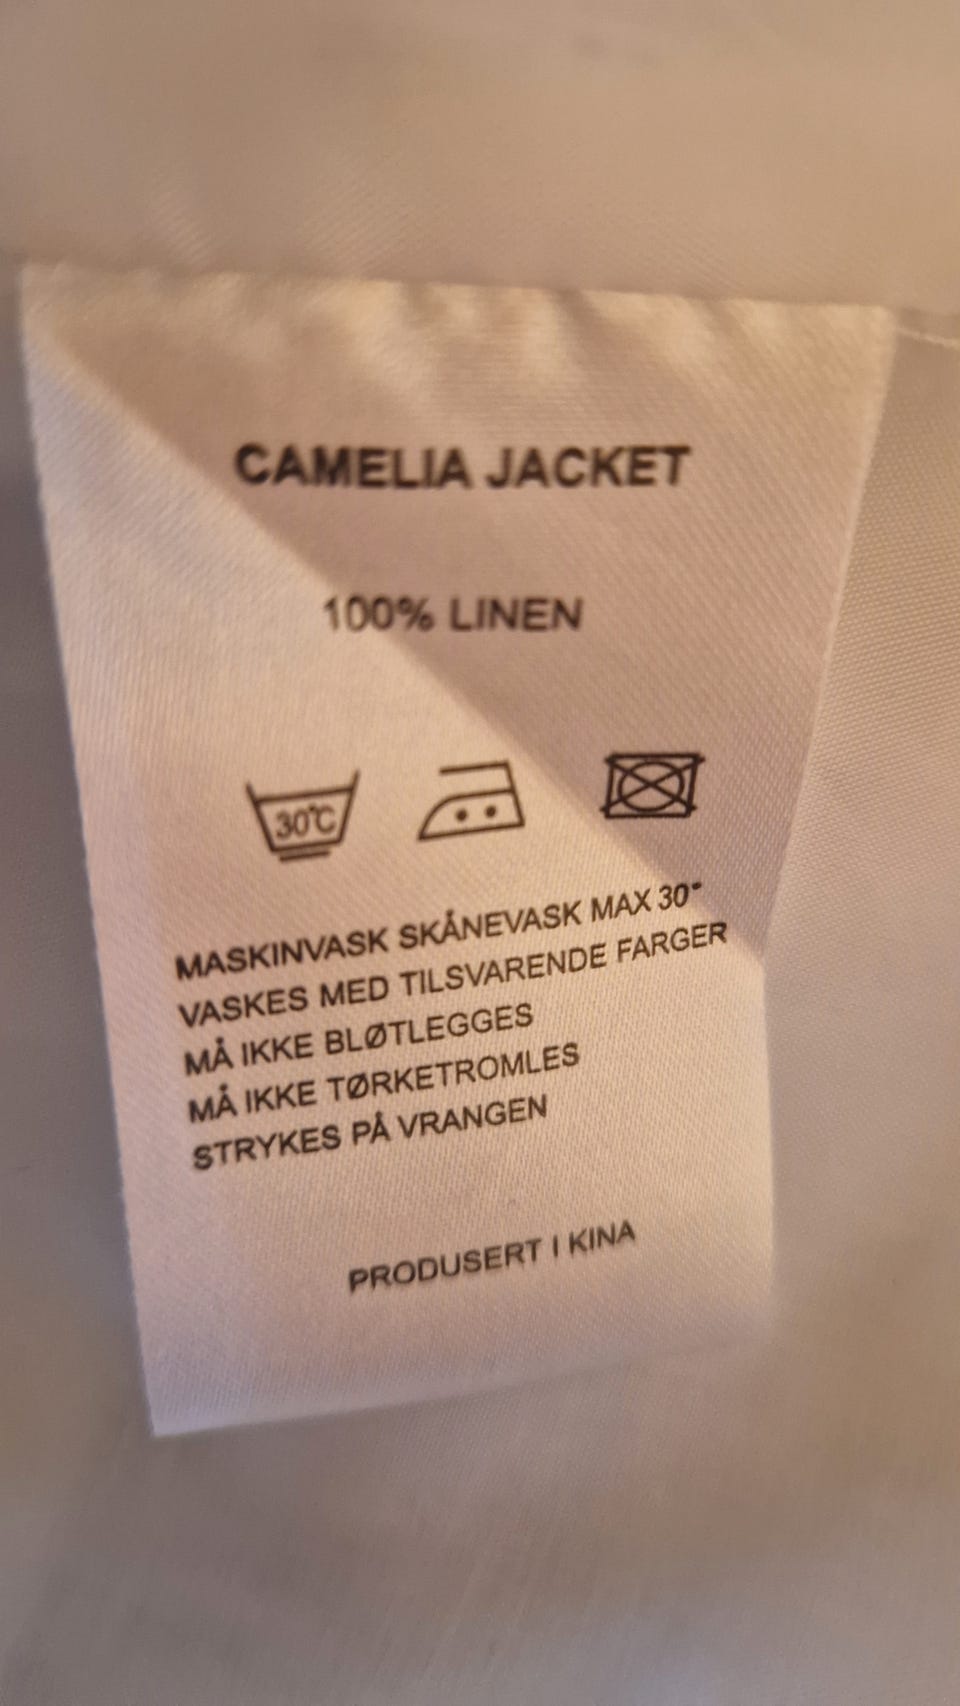 CAMELIA JACKET
100% LINEN
30°C
MASKINVASK SKÅNEVASK MAX 30°
VASKES MED TILSVARENDE FARGER
MÅ IKKE BLØTLEGGES
MÅ IKKE TØRKETROMLES
STRYKES PÅ VRANGEN
PRODUSERT I KINA